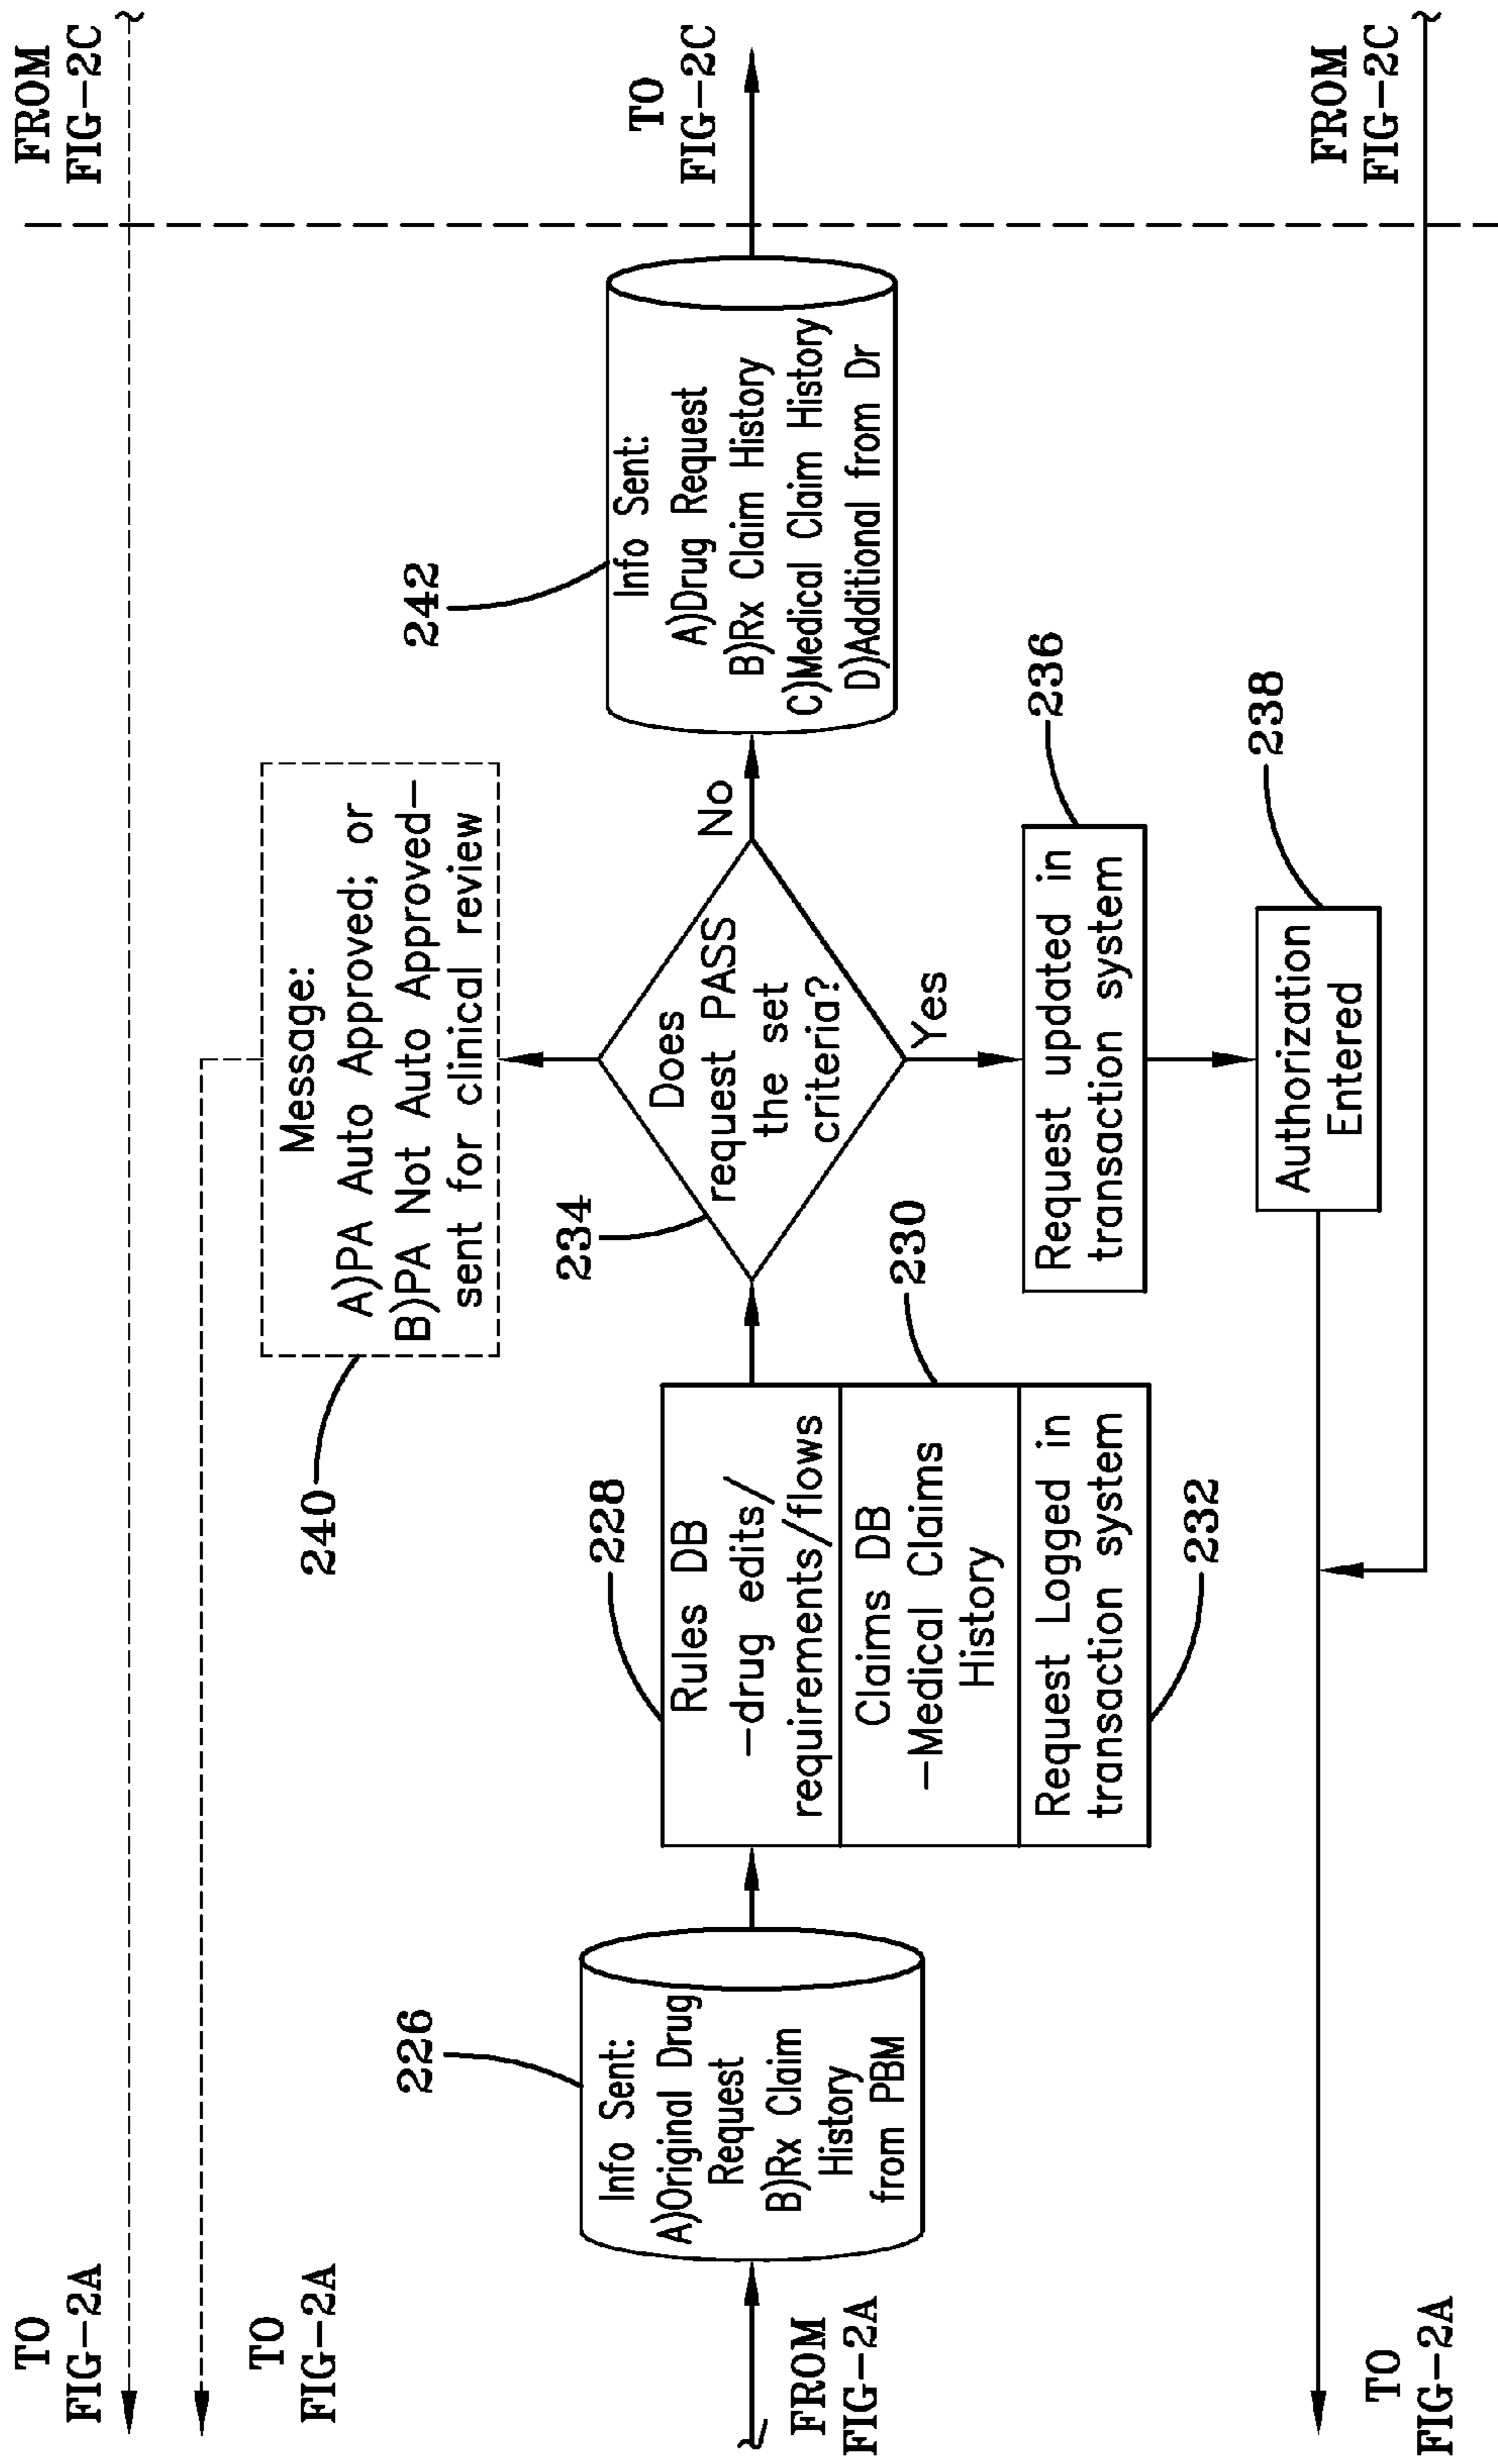 TO
FIG-2A
FROM
FIG-2C
TO
FIG-2A
240
Message:
A)PA Auto Approved; or
B)PA Not Auto Approved—
sent for clinical review
226
Info Sent:
A)Original Drug
Request
B)Rx Claim
History
from PBM
FROM
FIG-2A
228
Rules DB
—drug edits/
requirements/flows
Claims DB
—Medical Claims
History
230
Request Logged in
transaction system
232
234
Does
request PASS
the set
criteria?
No
Yes
242
Info Sent:
A)Drug Request
B)Rx Claim History
C)Medical Claim History
D)Additional from Dr
TO
FIG-2C
Request updated in
transaction system
236
Authorization
Entered
238
TO
FIG-2A
FROM
FIG-2C